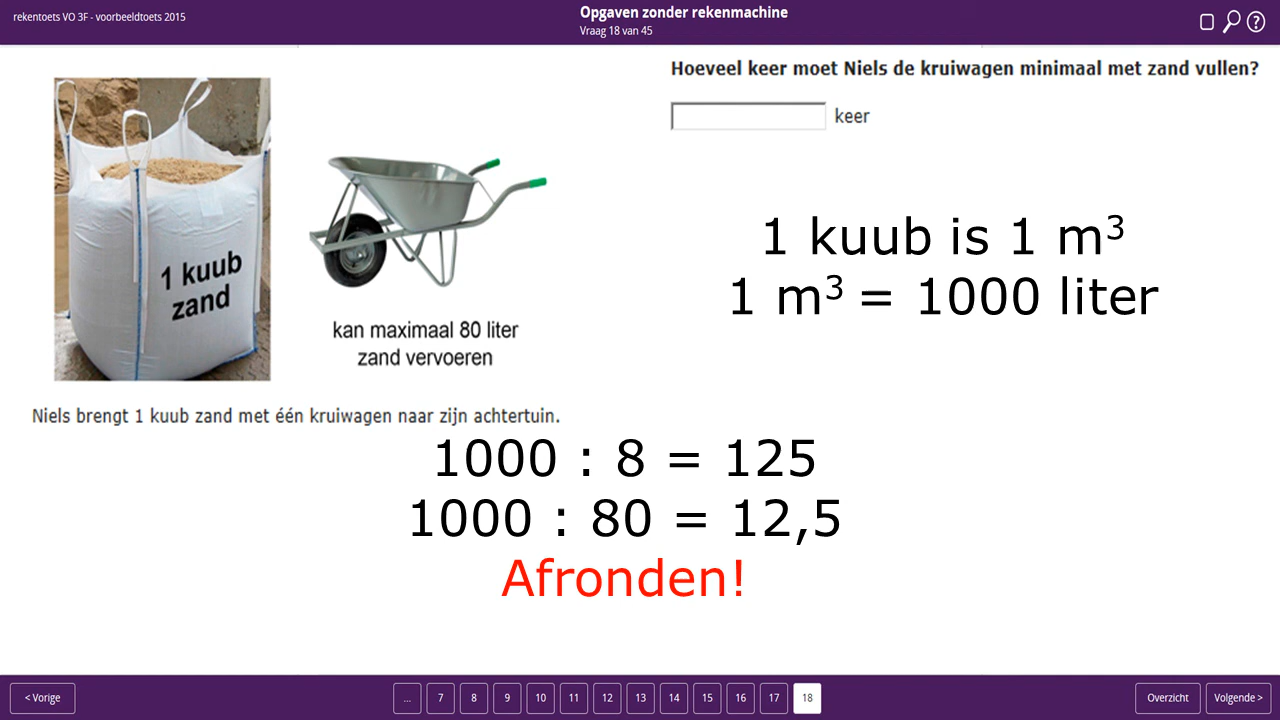 rekentoets VO 3F - voorbeeldtoets 2015
Opgaven zonder rekenmachine
Vraag 18 van 45
?
Hoeveel keer moet Niels de kruiwagen minimaal met zand vullen?
keer
1 kuub
zand
kan maximaal 80 liter
zand vervoeren
1 kuub is 1 m³
1 m³ = 1000 liter
Niels brengt 1 kuub zand met één kruiwagen naar zijn achtertuin.
1000 : 8 = 125
1000 : 80 = 12,5
Afronden!
< Vorige ... 7 8 9 10 11 12 13 14 15 16 17 18 Overzicht Volgende >